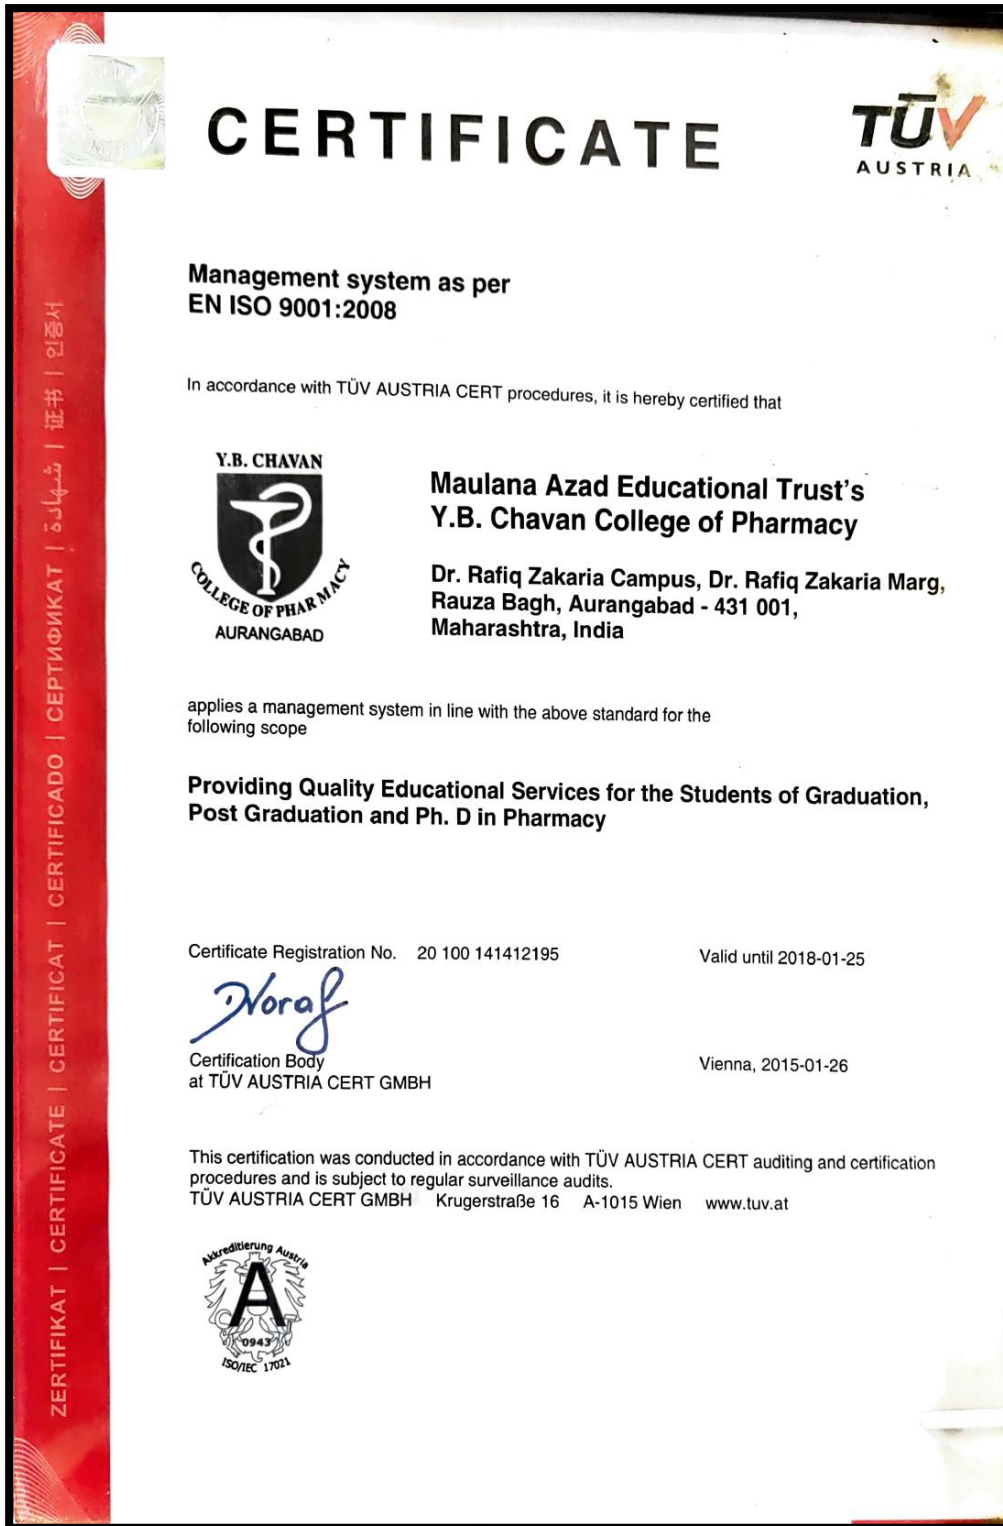 CERTIFICATE
TÜV
AUSTRIA
Management system as per
EN ISO 9001:2008
In accordance with TÜV AUSTRIA CERT procedures, it is hereby certified that
Y.B. CHAVAN
COLLEGE OF PHARMACY
AURANGABAD
Maulana Azad Educational Trust's
Y.B. Chavan College of Pharmacy
Dr. Rafiq Zakaria Campus, Dr. Rafiq Zakaria Marg,
Rauza Bagh, Aurangabad - 431 001,
Maharashtra, India
applies a management system in line with the above standard for the
following scope
Providing Quality Educational Services for the Students of Graduation,
Post Graduation and Ph. D in Pharmacy
Certificate Registration No. 20 100 141412195
Valid until 2018-01-25
Certification Body
at TÜV AUSTRIA CERT GMBH
Vienna, 2015-01-26
This certification was conducted in accordance with TÜV AUSTRIA CERT auditing and certification
procedures and is subject to regular surveillance audits.
TÜV AUSTRIA CERT GMBH Krugerstraße 16 A-1015 Wien www.tuv.at
Akkreditierung Austria
A
0943
ISO/IEC 17021
ZERTIFIKAT | CERTIFICATE | CERTIFICAT | CERTIFICADO | СЕРТИФИКАТ | شهادة | 证书 | 인증서